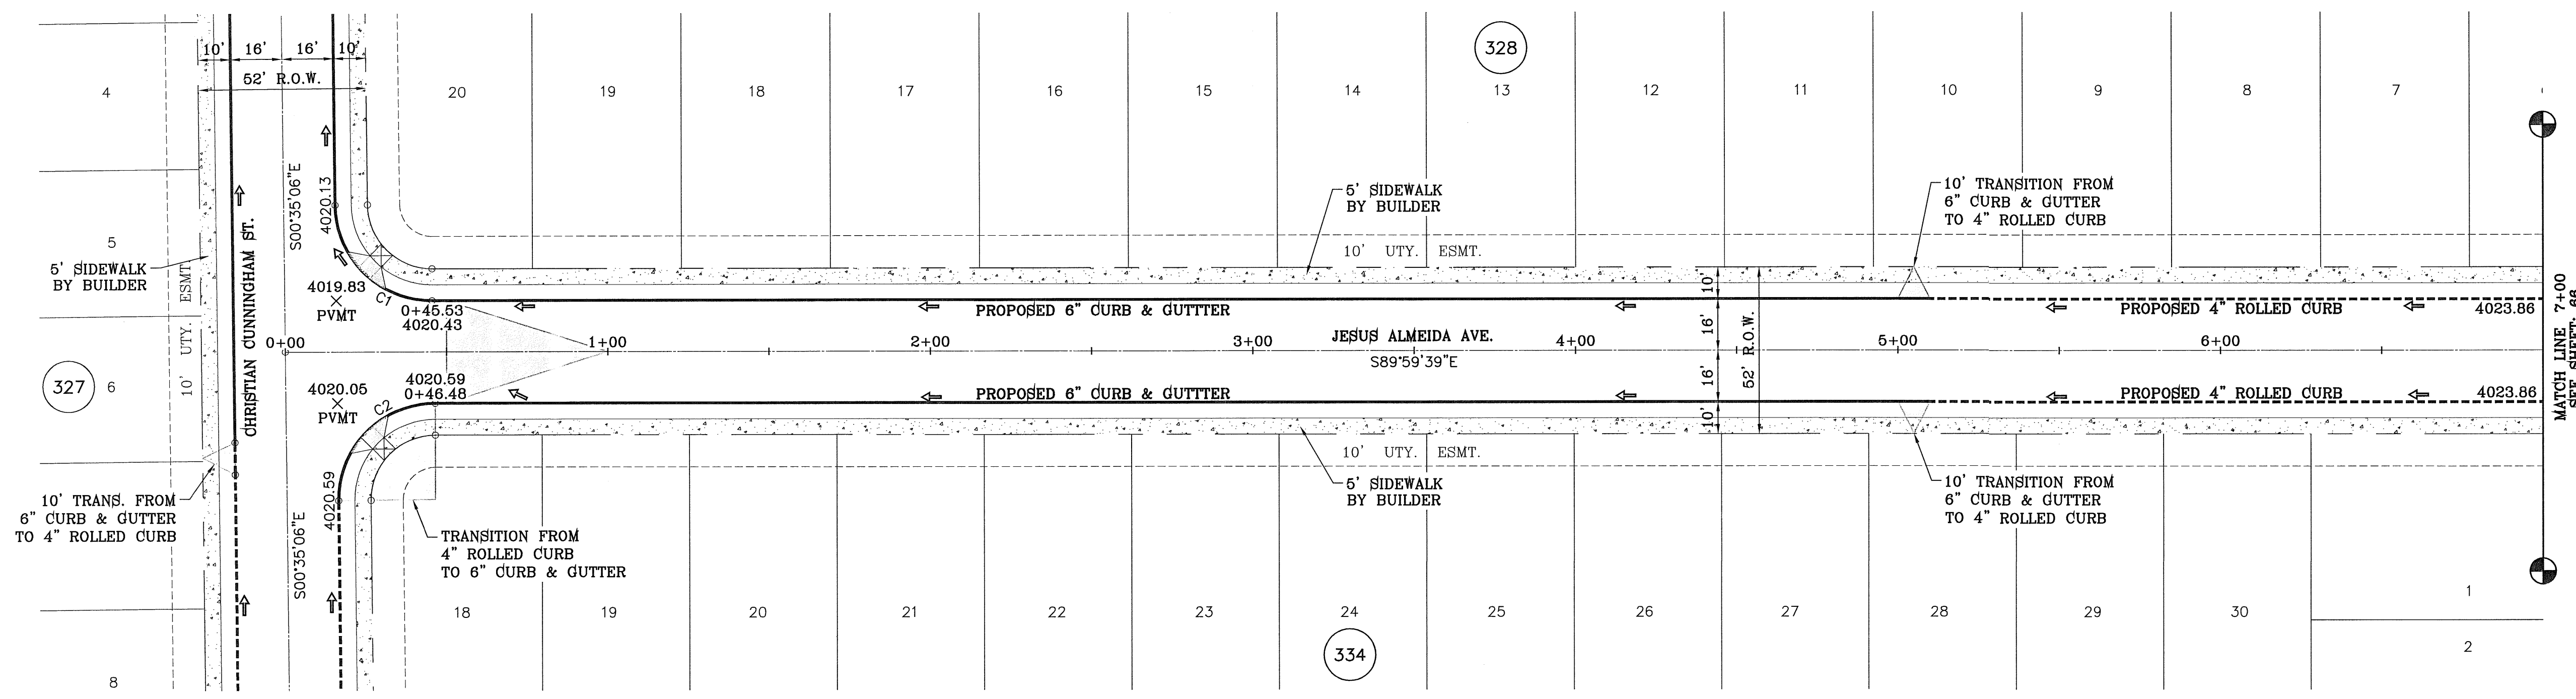 10' 16' 16' 10'
52' R.O.W.
328
4
20
19
18
17
16
15
14
13
12
11
10
9
8
7
S00°35'06"E
4020.13
5
5' SIDEWALK
BY BUILDER
10' UTY. ESMT.
CHRISTIAN CUNNINGHAM ST.
5' SIDEWALK
BY BUILDER
10' TRANSITION FROM
6" CURB & GUTTER
TO 4" ROLLED CURB
10' UTY. ESMT.
4019.83
PVMT
C1
0+45.53
4020.43
PROPOSED 6" CURB & GUTTTER
PROPOSED 4" ROLLED CURB
4023.86
10'
16'
16'
10'
52' R.O.W.
0+00
1+00
2+00
3+00
4+00
5+00
6+00
JESUS ALMEIDA AVE.
S89°59'39"E
MATCH LINE 7+00
SEE SHEET 66
327
6
4020.05
PVMT
C2
4020.59
0+46.48
PROPOSED 6" CURB & GUTTTER
PROPOSED 4" ROLLED CURB
4023.86
10' UTY. ESMT.
4020.59
S00°35'06"E
10' TRANS. FROM
6" CURB & GUTTER
TO 4" ROLLED CURB
TRANSITION FROM
4" ROLLED CURB
TO 6" CURB & GUTTER
5' SIDEWALK
BY BUILDER
10' TRANSITION FROM
6" CURB & GUTTER
TO 4" ROLLED CURB
18
19
20
21
22
23
24
25
26
27
28
29
30
1
2
334
8